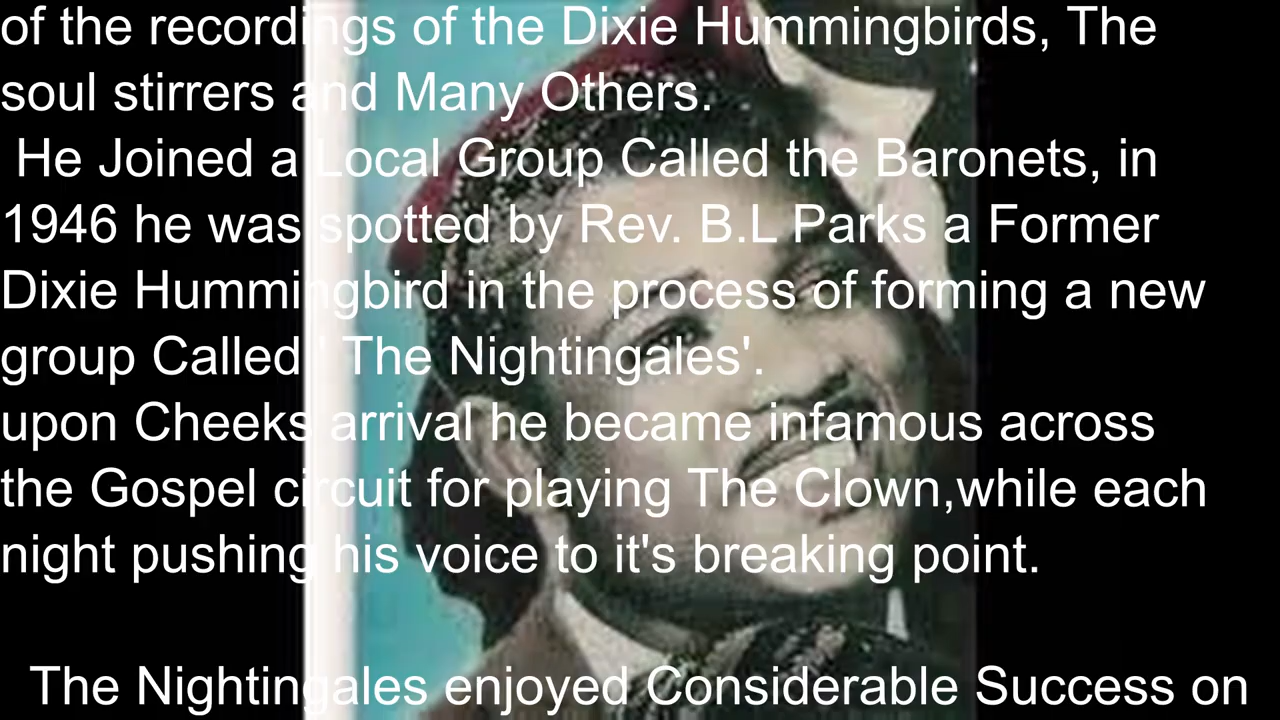 of the recordings of the Dixie Hummingbirds, The
soul stirrers and Many Others.
He Joined a Local Group Called the Baronets, in
1946 he was spotted by Rev. B.L Parks a Former
Dixie Hummingbird in the process of forming a new
group Called ' The Nightingales'.
upon Cheeks arrival he became infamous across
the Gospel circuit for playing The Clown,while each
night pushing his voice to it's breaking point.
The Nightingales enjoyed Considerable Success on